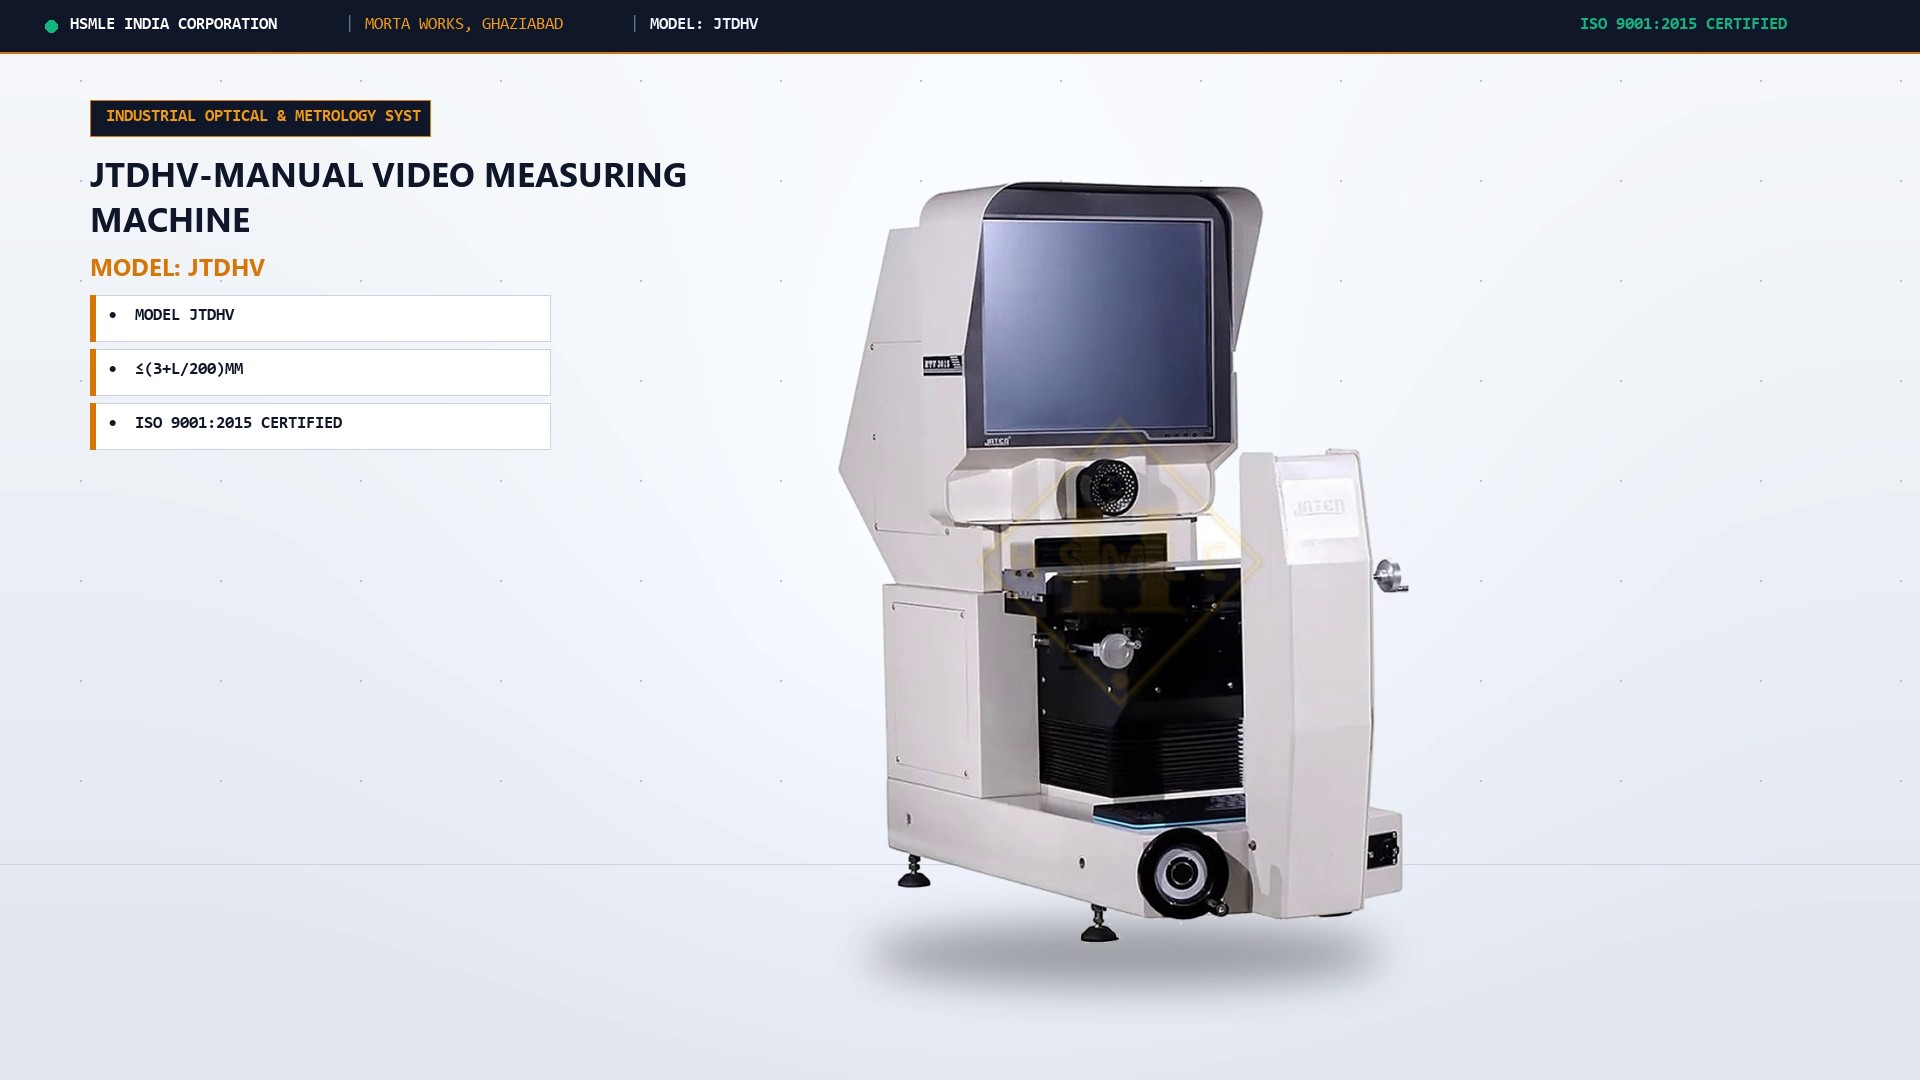 HSMLE INDIA CORPORATION
MORTA WORKS, GHAZIABAD
MODEL: JTDHV
ISO 9001:2015 CERTIFIED
INDUSTRIAL OPTICAL & METROLOGY SYST
JTDHV-MANUAL VIDEO MEASURING
MACHINE
MODEL: JTDHV
• MODEL JTDHV
• ≤(3+L/200)MM
• ISO 9001:2015 CERTIFIED
JATEN
HSMLE